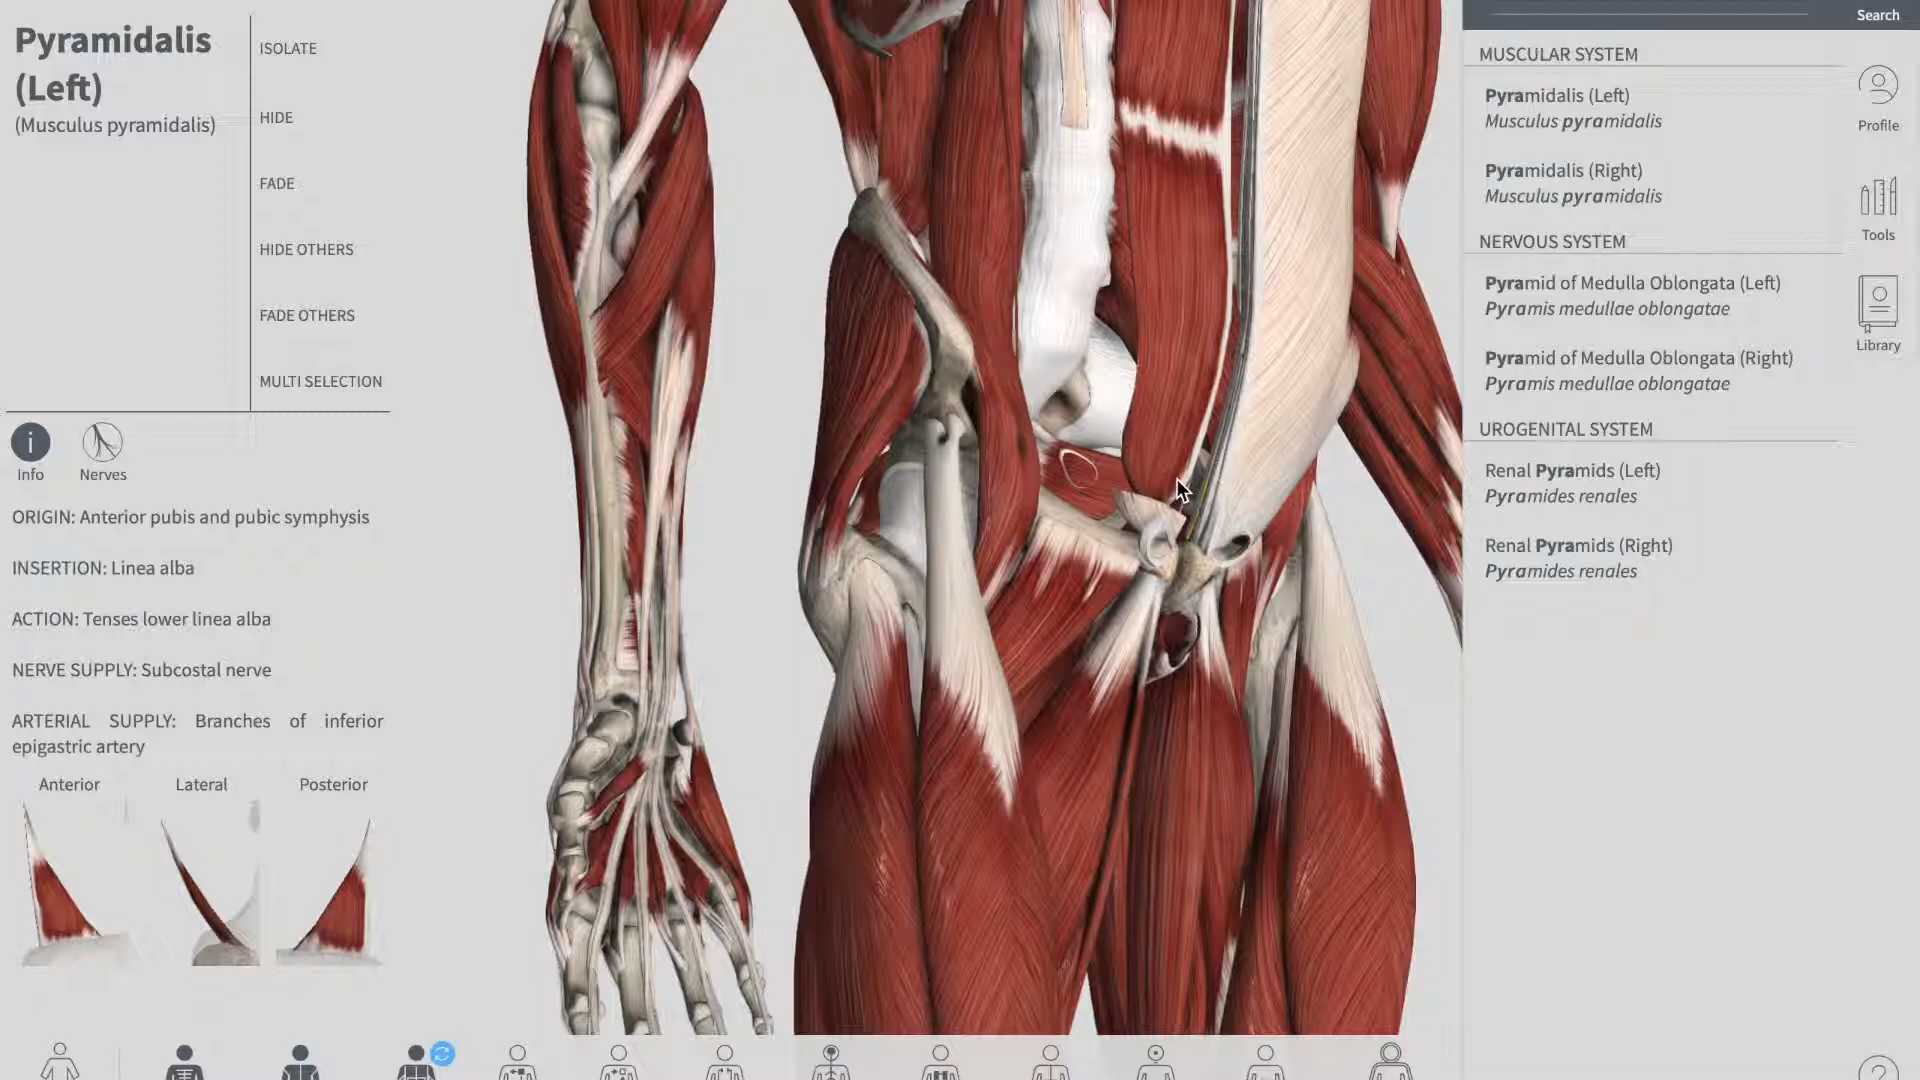 Pyramidalis
(Left)
(Musculus pyramidalis)
ISOLATE
HIDE
FADE
HIDE OTHERS
FADE OTHERS
MULTI SELECTION
i
Info
Nerves
ORIGIN: Anterior pubis and pubic symphysis
INSERTION: Linea alba
ACTION: Tenses lower linea alba
NERVE SUPPLY: Subcostal nerve
ARTERIAL SUPPLY: Branches of inferior
epigastric artery
Anterior
Lateral
Posterior
Search
MUSCULAR SYSTEM
Pyramidalis (Left)
Musculus pyramidalis
Pyramidalis (Right)
Musculus pyramidalis
NERVOUS SYSTEM
Pyramid of Medulla Oblongata (Left)
Pyramis medullae oblongatae
Pyramid of Medulla Oblongata (Right)
Pyramis medullae oblongatae
UROGENITAL SYSTEM
Renal Pyramids (Left)
Pyramides renales
Renal Pyramids (Right)
Pyramides renales
Profile
Tools
Library
?